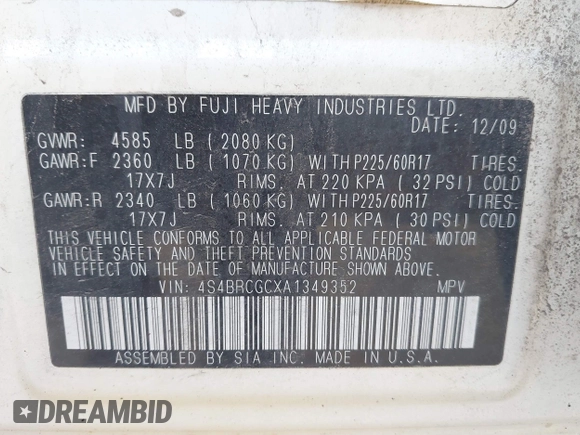 MFD BY FUJI HEAVY INDUSTRIES LTD.
DATE: 12/09
GVWR: 4585 LB ( 2080 KG)
GAWR:F 2360 LB ( 1070 KG) WITH P225/60R17 TIRES.
17X7J RIMS. AT 220 KPA ( 32 PSI) COLD
GAWR:R 2340 LB ( 1060 KG) WITH P225/60R17 TIRES.
17X7J RIMS. AT 210 KPA ( 30 PSI) COLD
THIS VEHICLE CONFORMS TO ALL APPLICABLE FEDERAL MOTOR
VEHICLE SAFETY AND THEFT PREVENTION STANDARDS
IN EFFECT ON THE DATE OF MANUFACTURE SHOWN ABOVE.
VIN: 4S4BRCGCXA1349352 MPV
ASSEMBLED BY SIA INC. MADE IN U.S.A.
DREAMBID